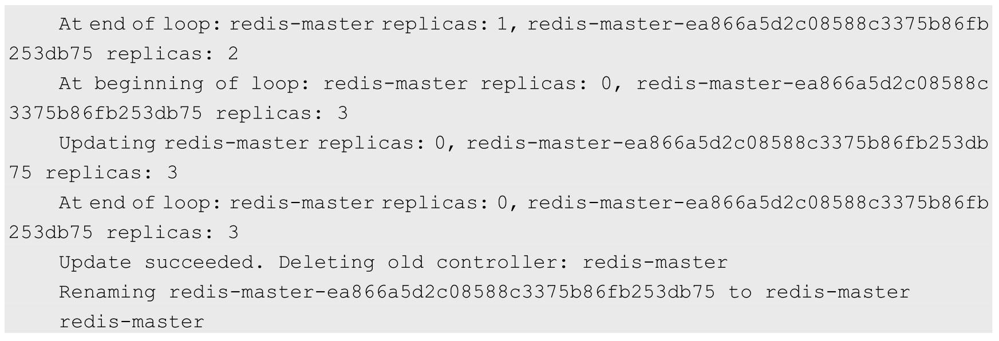 At end of loop: redis-master replicas: 1, redis-master-ea866a5d2c08588c3375b86fb
253db75 replicas: 2
At beginning of loop: redis-master replicas: 0, redis-master-ea866a5d2c08588c
3375b86fb253db75 replicas: 3
Updating redis-master replicas: 0, redis-master-ea866a5d2c08588c3375b86fb253db
75 replicas: 3
At end of loop: redis-master replicas: 0, redis-master-ea866a5d2c08588c3375b86fb
253db75 replicas: 3
Update succeeded. Deleting old controller: redis-master
Renaming redis-master-ea866a5d2c08588c3375b86fb253db75 to redis-master
redis-master